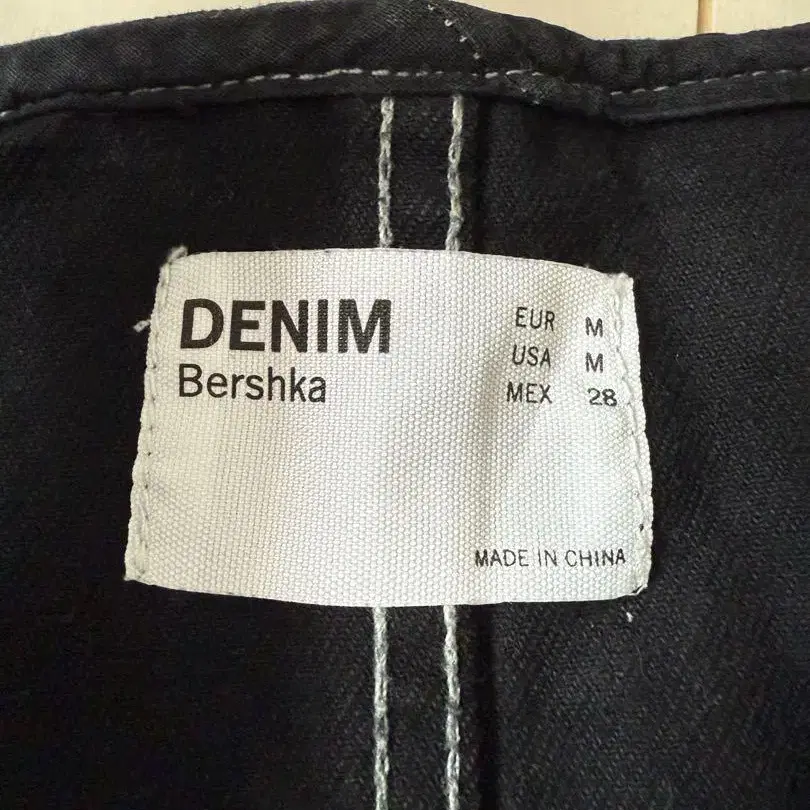 DENIM
Bershka
EUR M
USA M
MEX 28
MADE IN CHINA